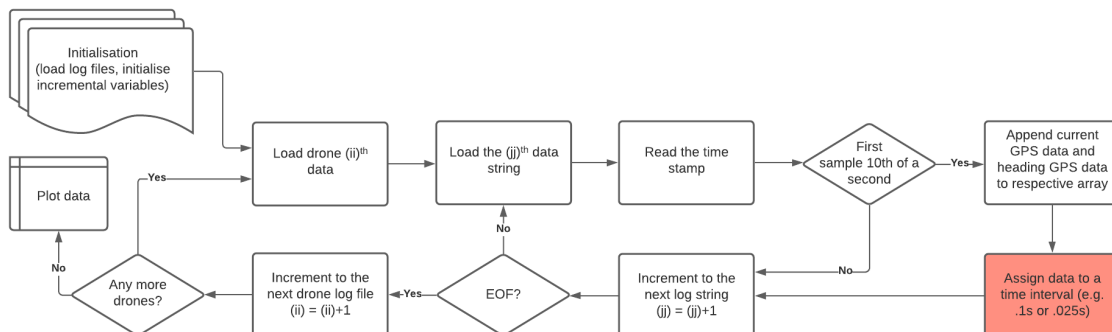 Initialisation
(load log files, initialise
incremental variables)
Load drone (ii)th
data
Load the (jj)th data
string
Read the time
stamp
First
sample 10th of a
second
Yes
Append current
GPS data and
heading GPS data
to respective array
Plot data
Yes
No
Any more
drones?
Increment to the
next drone log file
(ii) = (ii)+1
Yes
No
EOF?
Increment to the
next log string
(jj) = (jj)+1
No
Assign data to a
time interval (e.g.
.1s or .025s)